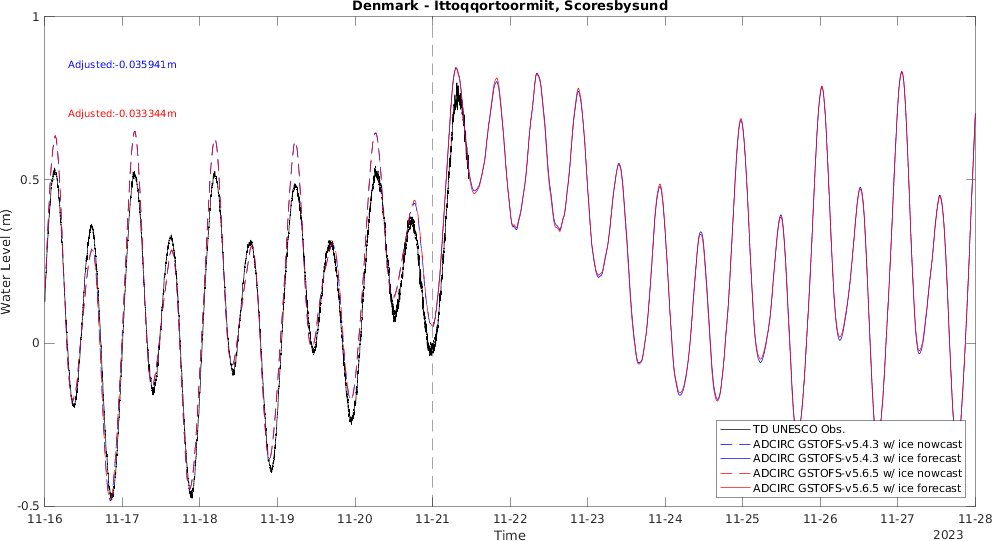 Denmark - Ittoqqortoormiit, Scoresbysund
Adjusted:-0.035941m
Adjusted:-0.033344m
Water Level (m)
1
0.5
0
-0.5
TD UNESCO Obs.
ADCIRC GSTOFS-v5.4.3 w/ ice nowcast
ADCIRC GSTOFS-v5.4.3 w/ ice forecast
ADCIRC GSTOFS-v5.6.5 w/ ice nowcast
ADCIRC GSTOFS-v5.6.5 w/ ice forecast
11-16 11-17 11-18 11-19 11-20 11-21 11-22 11-23 11-24 11-25 11-26 11-27 11-28
Time
2023